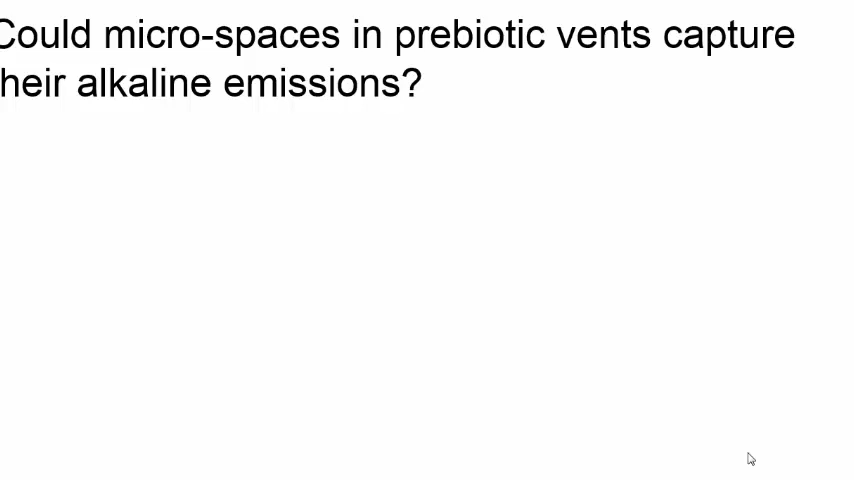 Could micro-spaces in prebiotic vents capture
heir alkaline emissions?